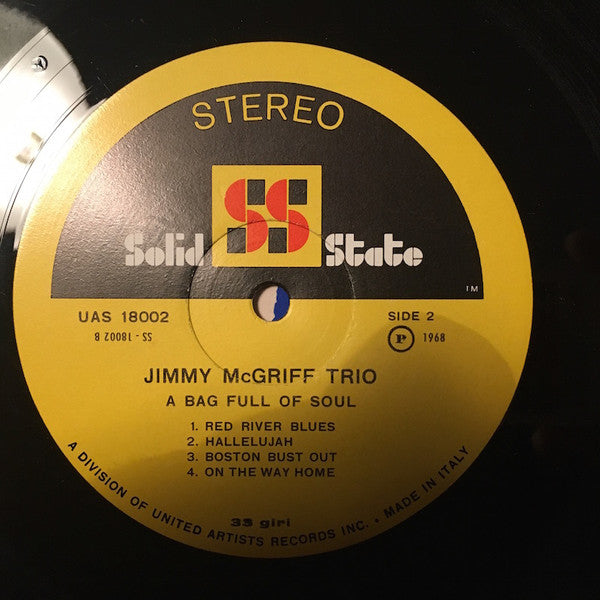 STEREO
SS
Solid State
TM
UAS 18002
SS - 18002 B
SIDE 2
P 1968
JIMMY McGRIFF TRIO
A BAG FULL OF SOUL
1. RED RIVER BLUES
2. HALLELUJAH
3. BOSTON BUST OUT
4. ON THE WAY HOME
33 giri
A DIVISION OF UNITED ARTISTS RECORDS INC. • MADE IN ITALY